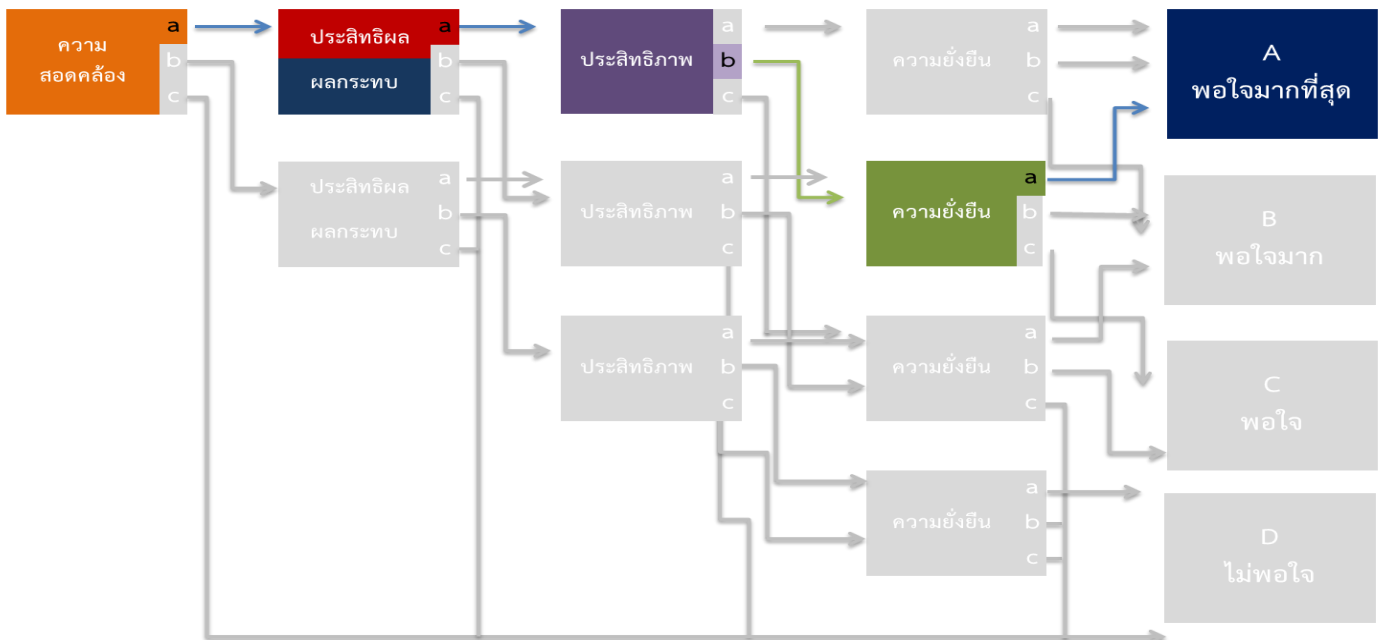 ความ
สอดคล้อง
a
b
c
ประสิทธิผล
ผลกระทบ
a
b
c
ประสิทธิภาพ
a
b
c
ความยั่งยืน
a
b
c
A
พอใจมากที่สุด
ประสิทธิผล
ผลกระทบ
a
b
c
ประสิทธิภาพ
a
b
c
ความยั่งยืน
a
b
c
B
พอใจมาก
ประสิทธิภาพ
a
b
c
ความยั่งยืน
a
b
c
C
พอใจ
ความยั่งยืน
a
b
c
D
ไม่พอใจ